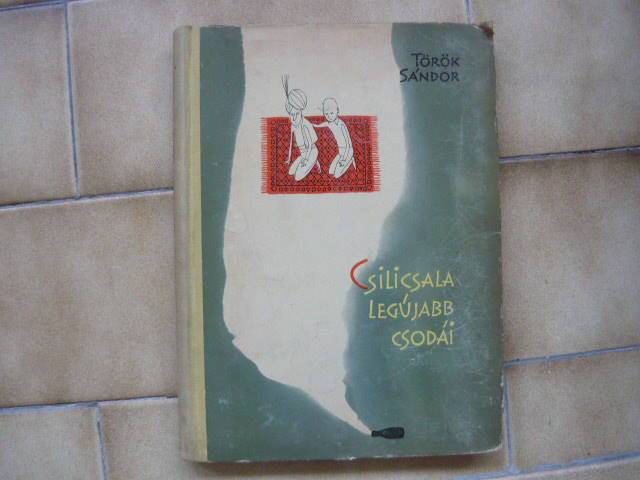 TÖRÖK
SÁNDOR
CSILICSALA
LEGÚJABB
CSODÁI